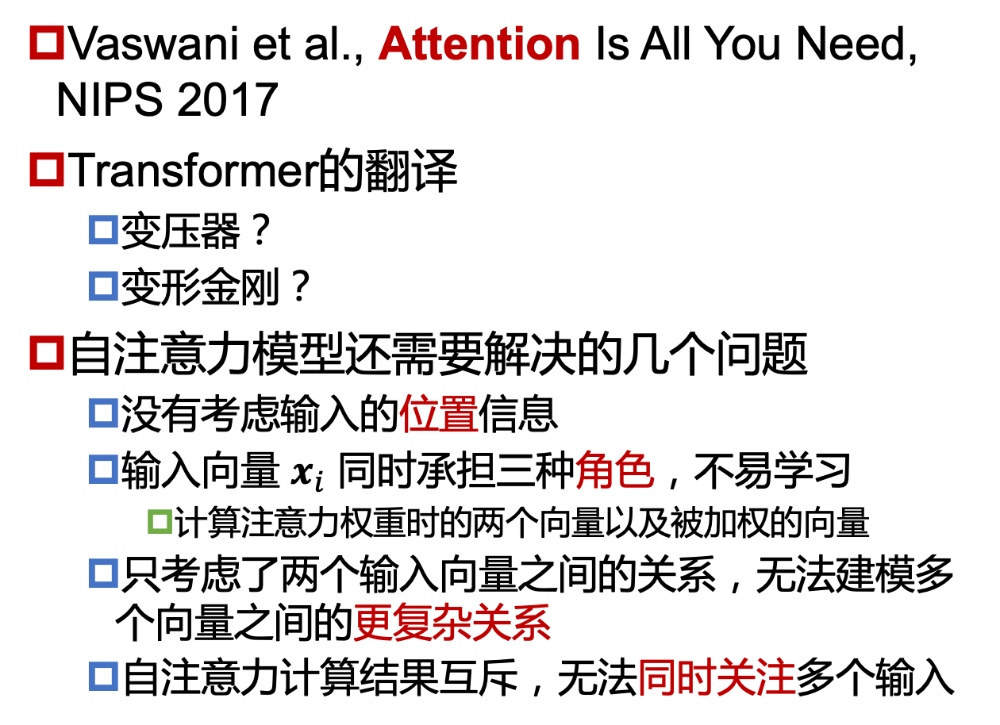 Vaswani et al., Attention Is All You Need,
NIPS 2017
Transformer的翻译
变压器？
变形金刚？
自注意力模型还需要解决的几个问题
没有考虑输入的位置信息
输入向量 xᵢ 同时承担三种角色，不易学习
计算注意力权重时的两个向量以及被加权的向量
只考虑了两个输入向量之间的关系，无法建模多
个向量之间的更复杂关系
自注意力计算结果互斥，无法同时关注多个输入